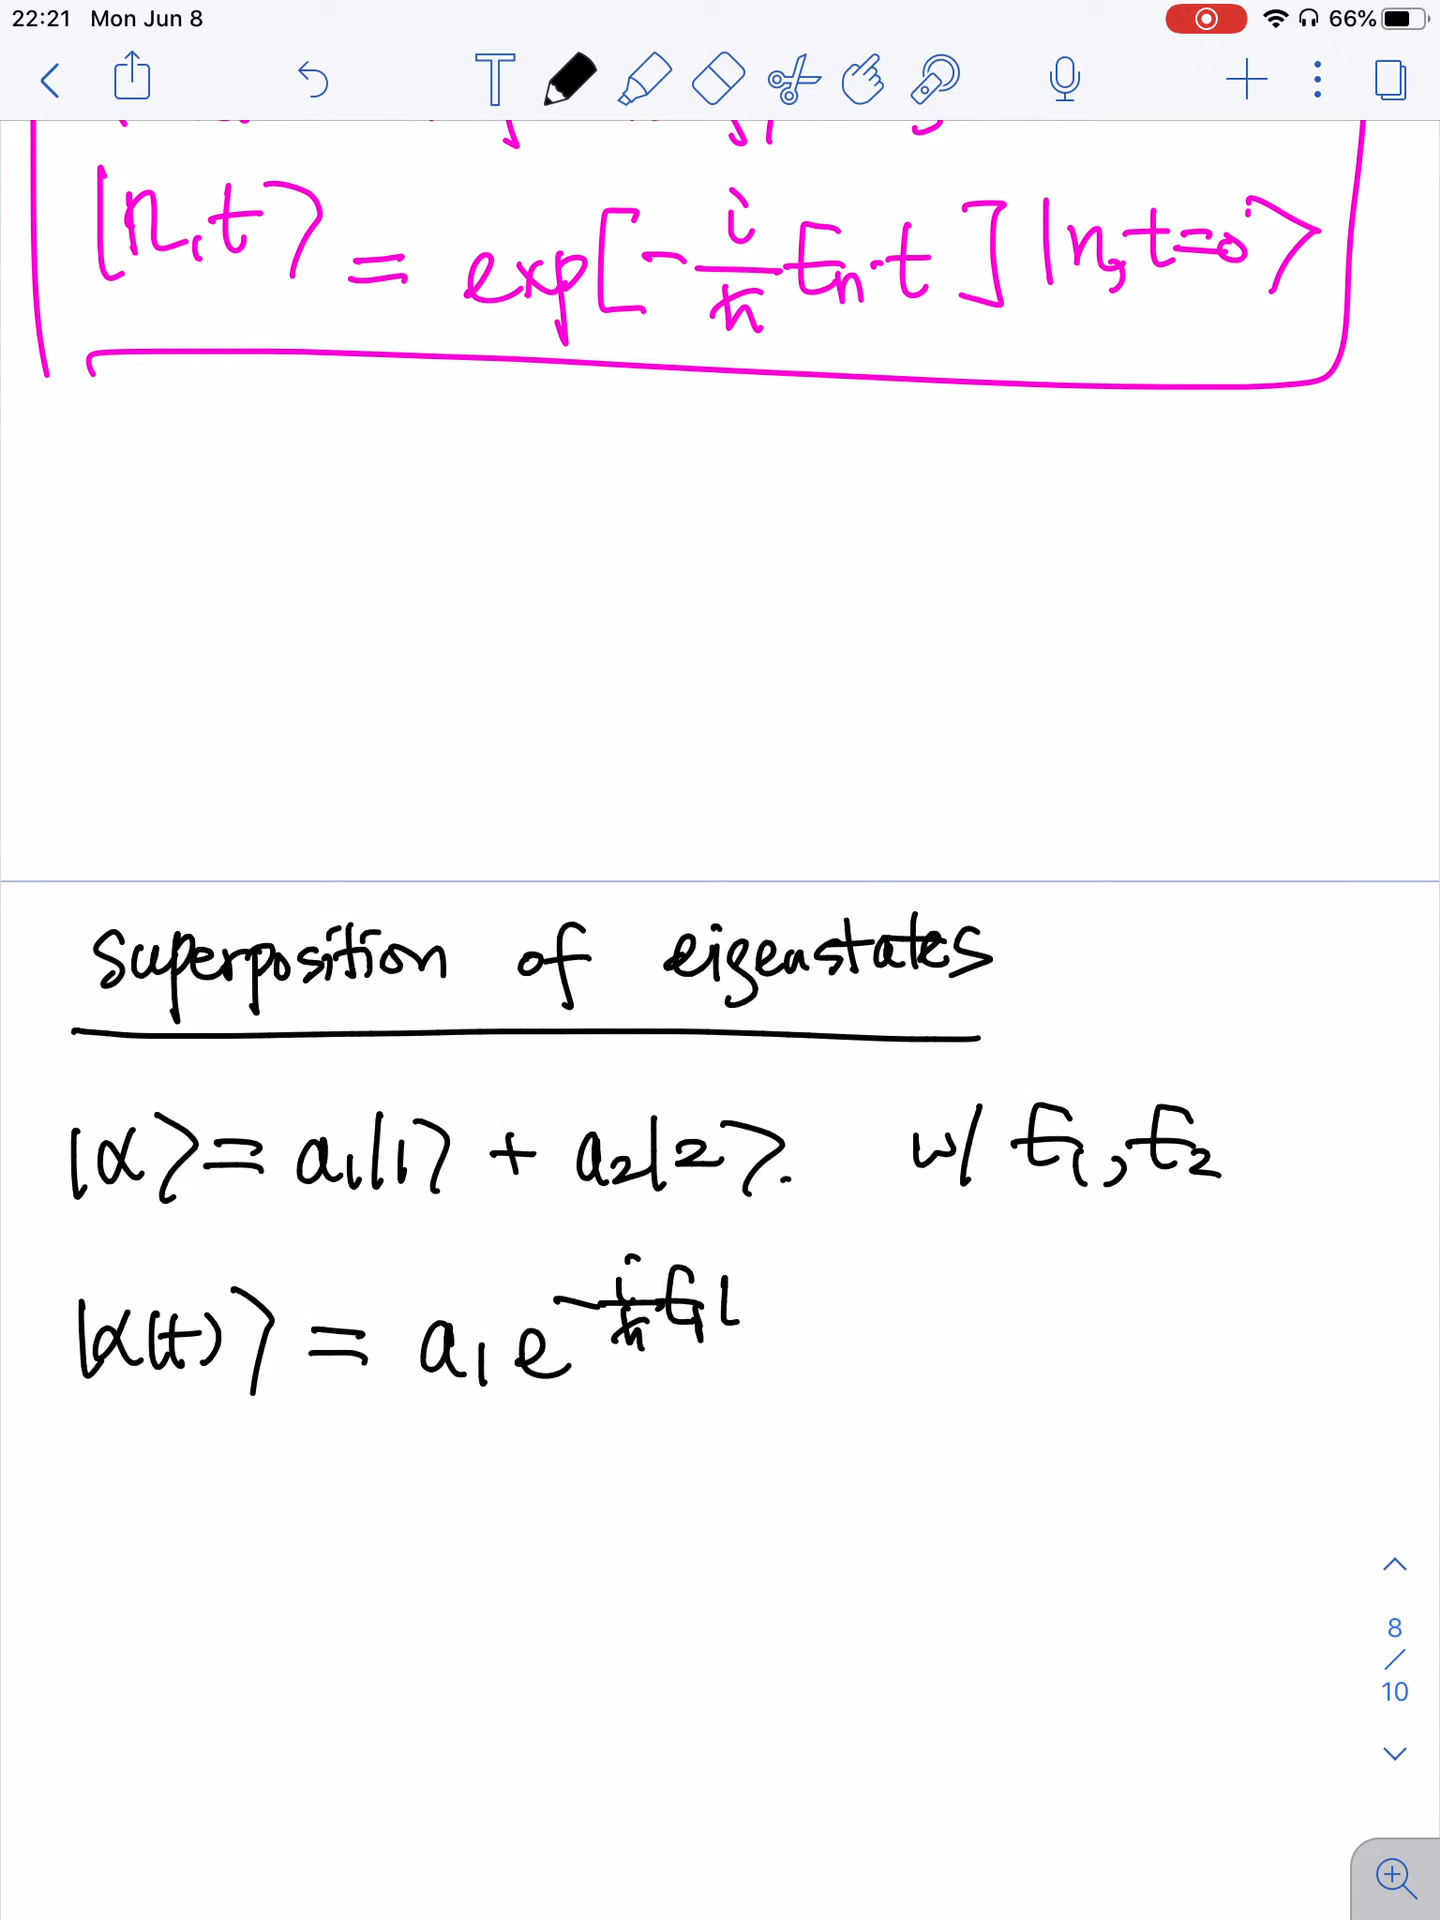 22:21 Mon Jun 8 66%
T
|n,t⟩ = exp[-i/ħ En·t] |n,t=0⟩
superposition of eigenstates
|α⟩ = a₁|1⟩ + a₂|2⟩. w/ E₁, E₂
|α(t)⟩ = a₁ e^-i/ħ E₁
8
/
10